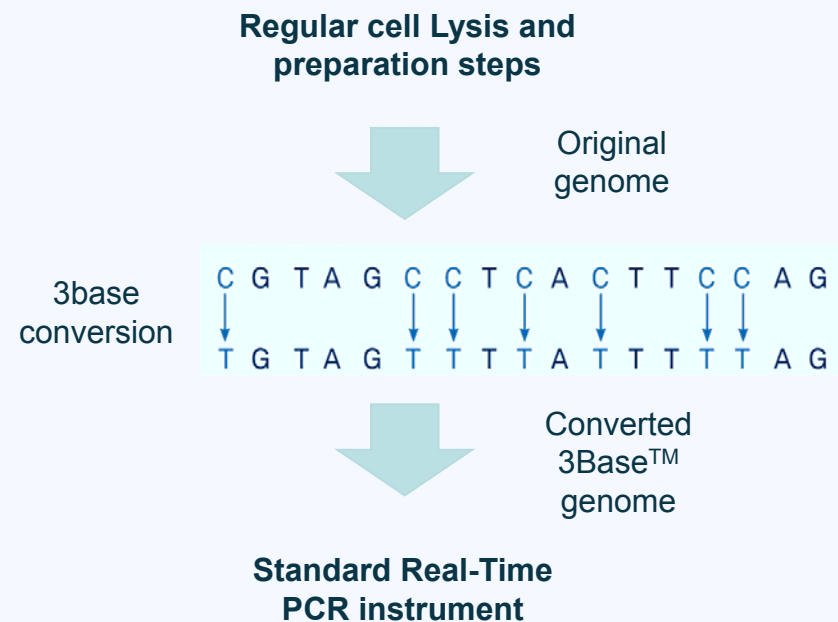 Regular cell Lysis and
preparation steps
Original
genome
3base
conversion
C G T A G C C T C A C T T C C A G
T G T A G T T T T A T T T T T A G
Converted
3Base™
genome
Standard Real-Time
PCR instrument